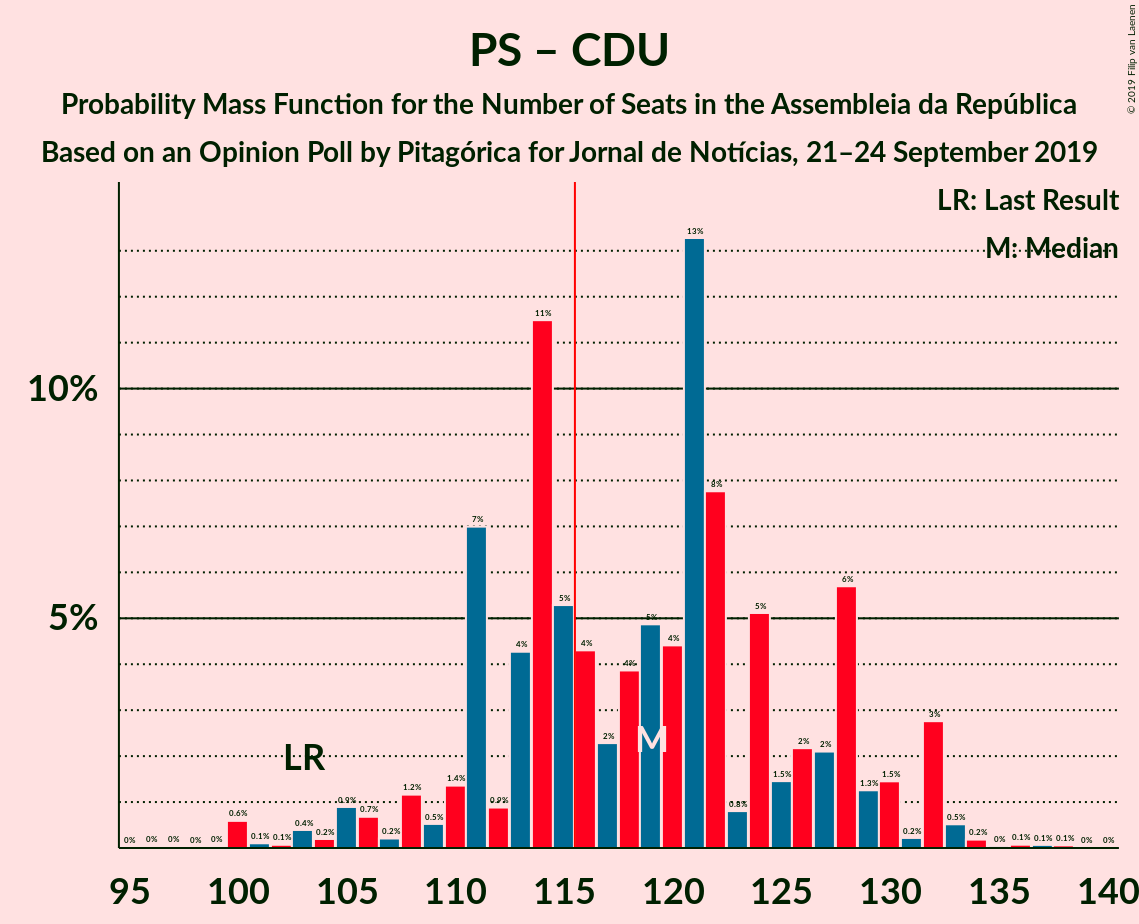 PS – CDU
Probability Mass Function for the Number of Seats in the Assembleia da República
Based on an Opinion Poll by Pitagórica for Jornal de Notícias, 21–24 September 2019
© 2019 Filip van Laenen
LR: Last Result
M: Median
10%
5%
0% 0% 0% 0% 0% 0.6% 0.1% 0.1% 0.4% 0.2% 0.9% 0.7% 0.2% 1.2% 0.5% 1.4% 7% 0.9% 4% 11% 5% 4% 2% 4% 5% 4% 13% 8% 0.8% 5% 1.5% 2% 2% 6% 1.3% 1.5% 0.2% 3% 0.5% 0.2% 0% 0.1% 0.1% 0.1% 0% 0%
LR
M
95 100 105 110 115 120 125 130 135 140